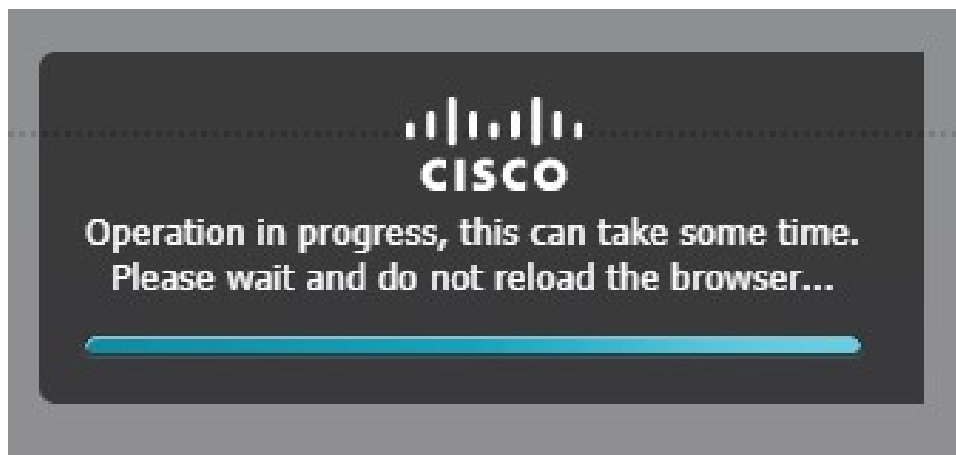 CISCO
Operation in progress, this can take some time.
Please wait and do not reload the browser...